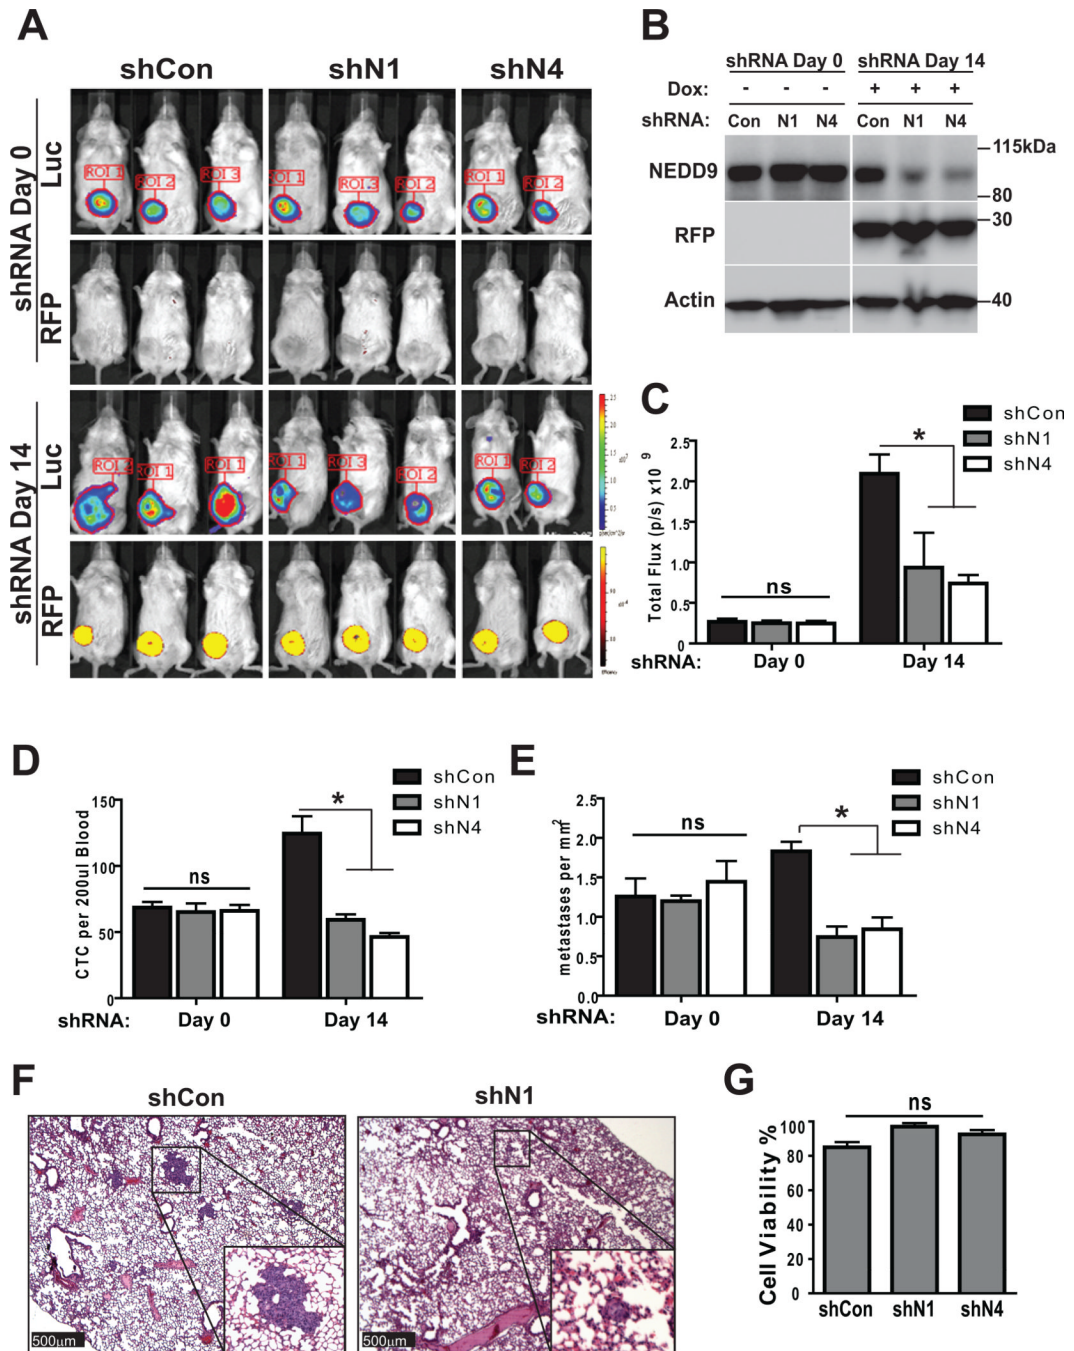 A
shCon shN1 shN4
shRNA Day 0
Luc
ROI 1 ROI 2 ROI 3 ROI 1 ROI 3 ROI 2 ROI 1 ROI 2
RFP
shRNA Day 14
Luc
ROI 2 ROI 1 ROI 1 ROI 1 ROI 3 ROI 2 ROI 1 ROI 2
RFP
B
shRNA Day 0 shRNA Day 14
Dox: - - - + + +
shRNA: Con N1 N4 Con N1 N4
115kDa
NEDD9
80
30
RFP
Actin 40
C
shCon
shN1
shN4
Total Flux (p/s) x10 9
2.5
2.0
1.5
1.0
0.5
0
ns
*
shRNA: Day 0 Day 14
D
shCon
shN1
shN4
CTC per 200ul Blood
150
100
50
0
ns
*
shRNA: Day 0 Day 14
E
shCon
shN1
shN4
metastases per mm2
2.5
2.0
1.5
1.0
0.5
0.0
ns
*
shRNA: Day 0 Day 14
F
shCon shN1
500µm 500µm
G
ns
Cell Viability %
100
80
60
40
20
0
shCon shN1 shN4